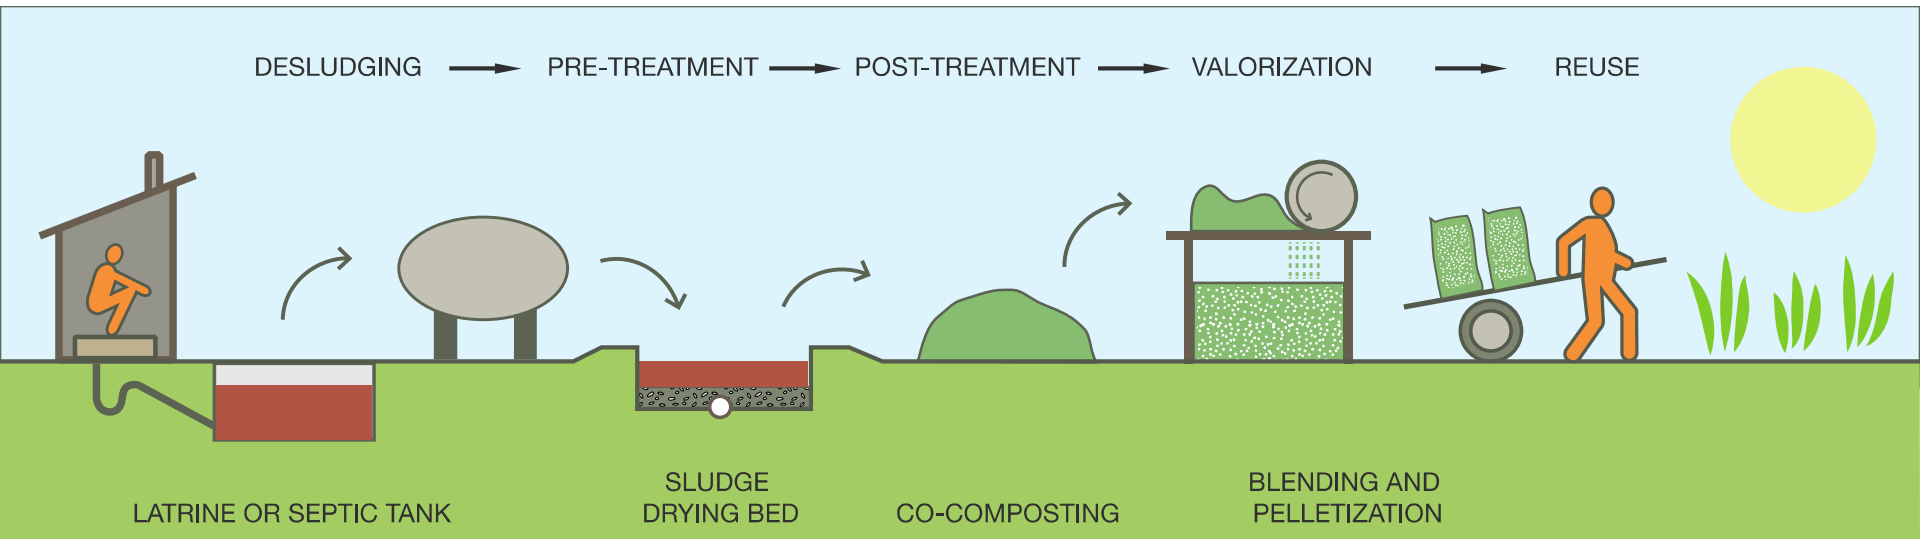 DESLUDGING → PRE-TREATMENT → POST-TREATMENT → VALORIZATION → REUSE
LATRINE OR SEPTIC TANK
SLUDGE
DRYING BED
CO-COMPOSTING
BLENDING AND
PELLETIZATION